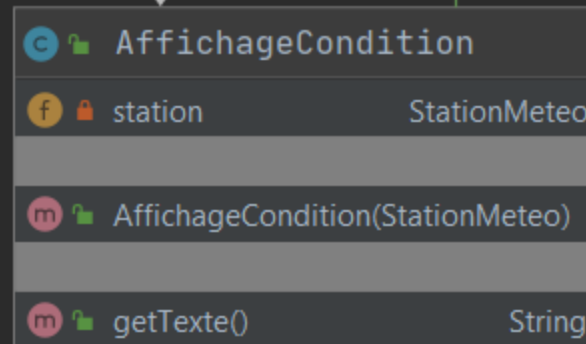 C AffichageCondition
f station StationMeteo
m AffichageCondition(StationMeteo)
m getTexte() String